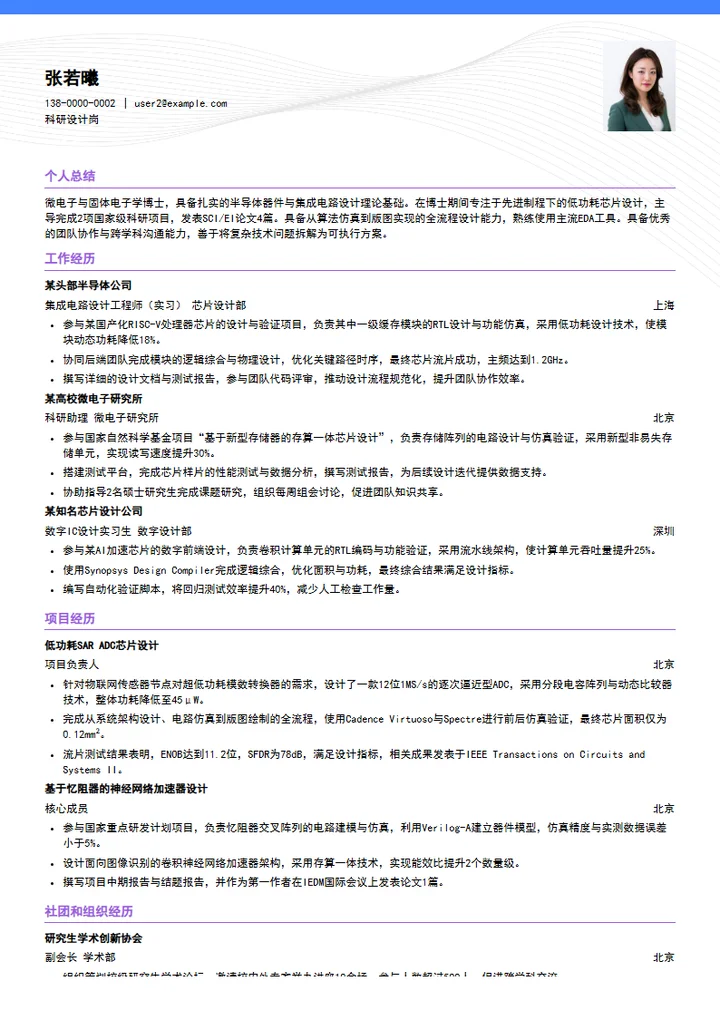 张若曦
138-0000-0002 | user2@example.com
科研设计岗
个人总结
微电子与固体电子学博士，具备扎实的半导体器件与集成电路设计理论基础。在博士期间专注于先进制程下的低功耗芯片设计，主
导完成2项国家级科研项目，发表SCI/EI论文4篇。具备从算法仿真到版图实现的全流程设计能力，熟练使用主流EDA工具。具备优秀
的团队协作与跨学科沟通能力，善于将复杂技术问题拆解为可执行方案。
工作经历
某头部半导体公司
集成电路设计工程师（实习） 芯片设计部 上海
• 参与某国产化RISC-V处理器芯片的设计与验证项目，负责其中一级缓存模块的RTL设计与功能仿真，采用低功耗设计技术，使模
块动态功耗降低18%。
• 协同后端团队完成模块的逻辑综合与物理设计，优化关键路径时序，最终芯片流片成功，主频达到1.2GHz。
• 撰写详细的设计文档与测试报告，参与团队代码评审，推动设计流程规范化，提升团队协作效率。
某高校微电子研究所
科研助理 微电子研究所 北京
• 参与国家自然科学基金项目“基于新型存储器的存算一体芯片设计”，负责存储阵列的电路设计与仿真验证，采用新型非易失存
储单元，实现读写速度提升30%。
• 搭建测试平台，完成芯片样片的性能测试与数据分析，撰写测试报告，为后续设计迭代提供数据支持。
• 协助指导2名硕士研究生完成课题研究，组织每周组会讨论，促进团队知识共享。
某知名芯片设计公司
数字IC设计实习生 数字设计部 深圳
• 参与某AI加速芯片的数字前端设计，负责卷积计算单元的RTL编码与功能验证，采用流水线架构，使计算单元吞吐量提升25%。
• 使用Synopsys Design Compiler完成逻辑综合，优化面积与功耗，最终综合结果满足设计指标。
• 编写自动化验证脚本，将回归测试效率提升40%，减少人工检查工作量。
项目经历
低功耗SAR ADC芯片设计
项目负责人 北京
• 针对物联网传感器节点对超低功耗模数转换器的需求，设计了一款12位1MS/s的逐次逼近型ADC，采用分段电容阵列与动态比较器
技术，整体功耗降低至45μW。
• 完成从系统架构设计、电路仿真到版图绘制的全流程，使用Cadence Virtuoso与Spectre进行前后仿真验证，最终芯片面积仅为
0.12mm²。
• 流片测试结果表明，ENOB达到11.2位，SFDR为78dB，满足设计指标，相关成果发表于IEEE Transactions on Circuits and
Systems II。
基于忆阻器的神经网络加速器设计
核心成员 北京
• 参与国家重点研发计划项目，负责忆阻器交叉阵列的电路建模与仿真，利用Verilog-A建立器件模型，仿真精度与实测数据误差
小于5%。
• 设计面向图像识别的卷积神经网络加速器架构，采用存算一体技术，实现能效比提升2个数量级。
• 撰写项目中期报告与结题报告，并作为第一作者在IEDM国际会议上发表论文1篇。
社团和组织经历
研究生学术创新协会
副会长 学术部 北京